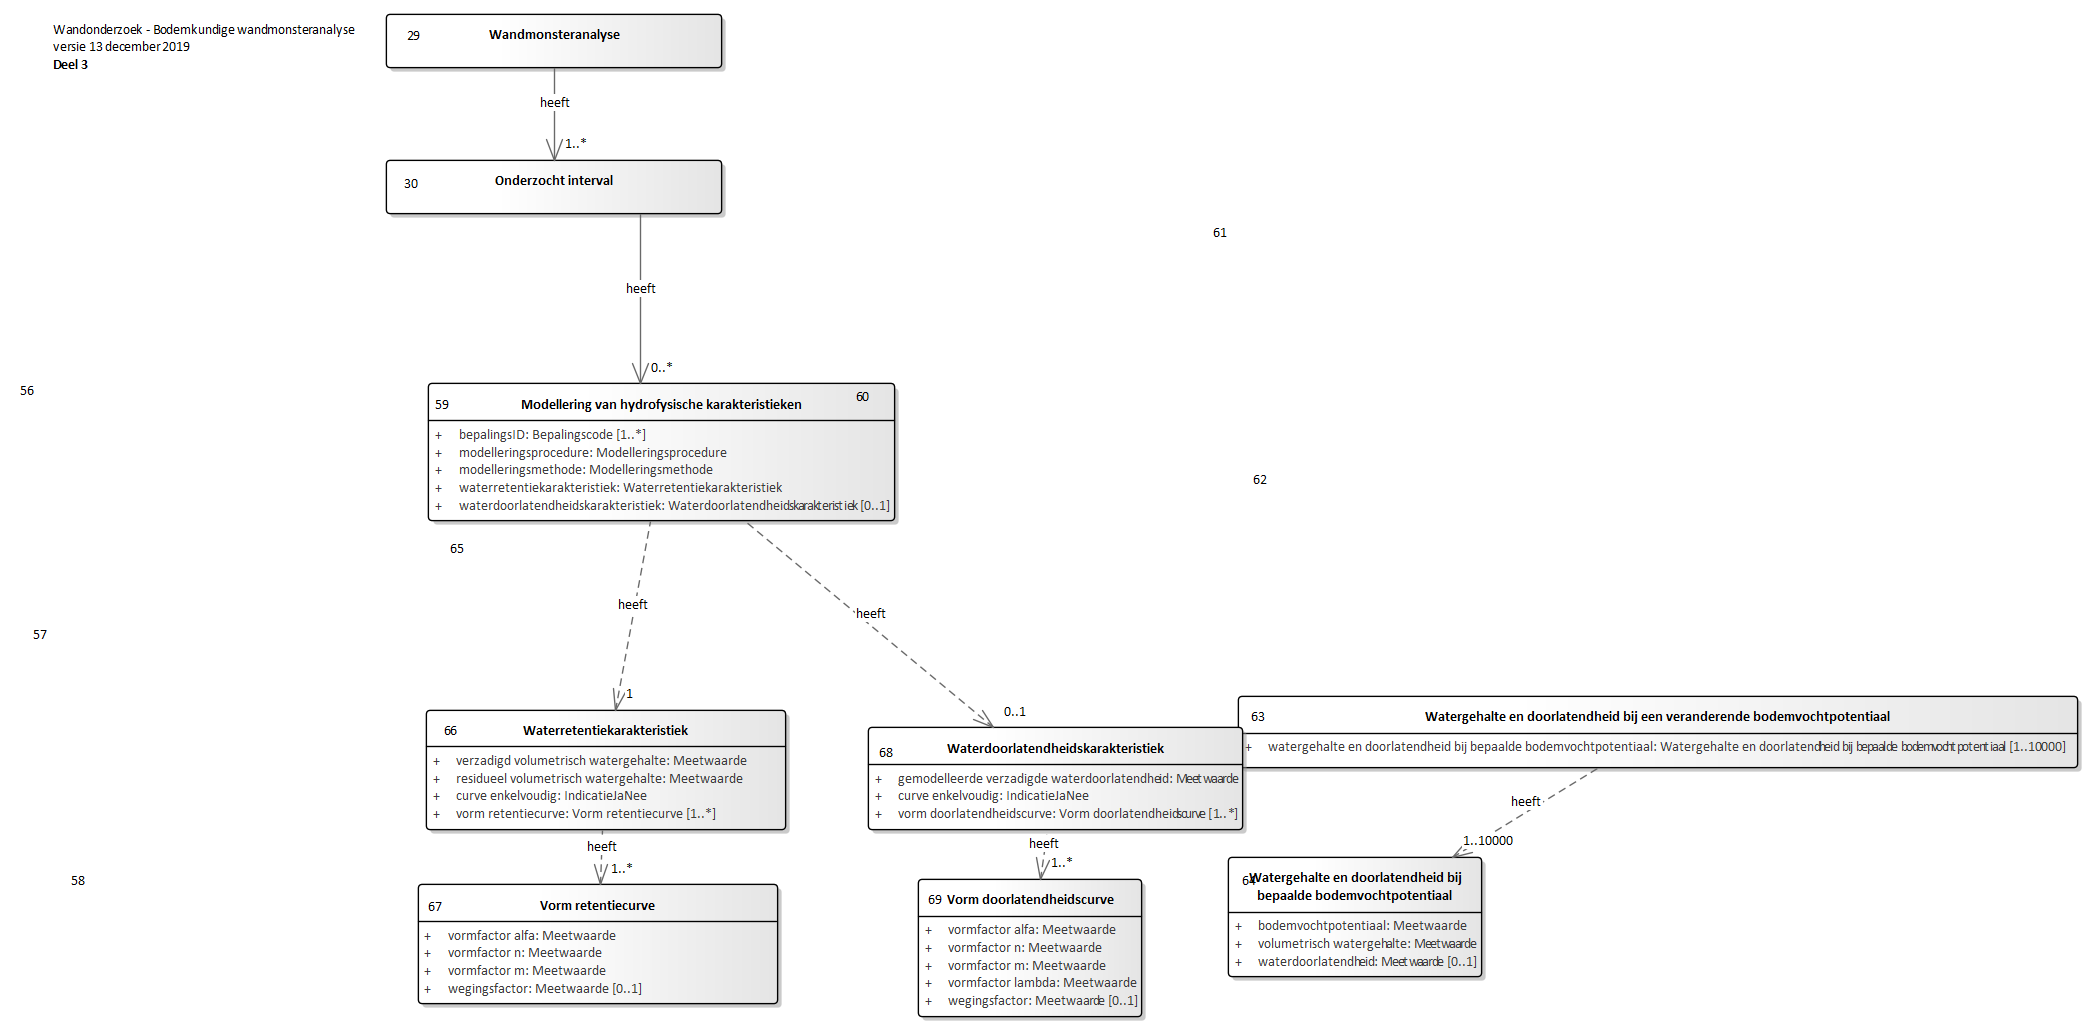 Wandonderzoek - Bodemkundige wandmonsteranalyse
versie 13 december 2019
Deel 3
29
Wandmonsteranalyse
heeft
1..*
30
Onderzocht interval
61
heeft
0..*
56
59
Modellering van hydrofysische karakteristieken
60
+ bepalingsID: Bepalingscode [1..*]
+ modelleringsprocedure: Modelleringsprocedure
+ modelleringsmethode: Modelleringsmethode
+ waterretentiekarakteristiek: Waterretentiekarakteristiek
+ waterdoorlatendheidskarakteristiek: Waterdoorlatendheidskarakteristiek [0..1]
62
65
heeft
heeft
57
1
0..1
66
Waterretentiekarakteristiek
+ verzadigd volumetrisch watergehalte: Meetwaarde
+ residueel volumetrisch watergehalte: Meetwaarde
+ curve enkelvoudig: IndicatieJaNee
+ vorm retentiecurve: Vorm retentiecurve [1..*]
68
Waterdoorlatendheidskarakteristiek
+ gemodelleerde verzadigde waterdoorlatendheid: Meetwaarde
+ curve enkelvoudig: IndicatieJaNee
+ vorm doorlatendheidscurve: Vorm doorlatendheidscurve [1..*]
63
Watergehalte en doorlatendheid bij een veranderende bodemvochtpotentiaal
+ watergehalte en doorlatendheid bij bepaalde bodemvochtpotentiaal: Watergehalte en doorlatendheid bij bepaalde bodemvochtpotentiaal [1..10000]
heeft
1..*
heeft
1..*
heeft
1..10000
58
67
Vorm retentiecurve
+ vormfactor alfa: Meetwaarde
+ vormfactor n: Meetwaarde
+ vormfactor m: Meetwaarde
+ wegingsfactor: Meetwaarde [0..1]
69
Vorm doorlatendheidscurve
+ vormfactor alfa: Meetwaarde
+ vormfactor n: Meetwaarde
+ vormfactor m: Meetwaarde
+ vormfactor lambda: Meetwaarde
+ wegingsfactor: Meetwaarde [0..1]
64
Watergehalte en doorlatendheid bij
bepaalde bodemvochtpotentiaal
+ bodemvochtpotentiaal: Meetwaarde
+ volumetrisch watergehalte: Meetwaarde
+ waterdoorlatendheid: Meetwaarde [0..1]